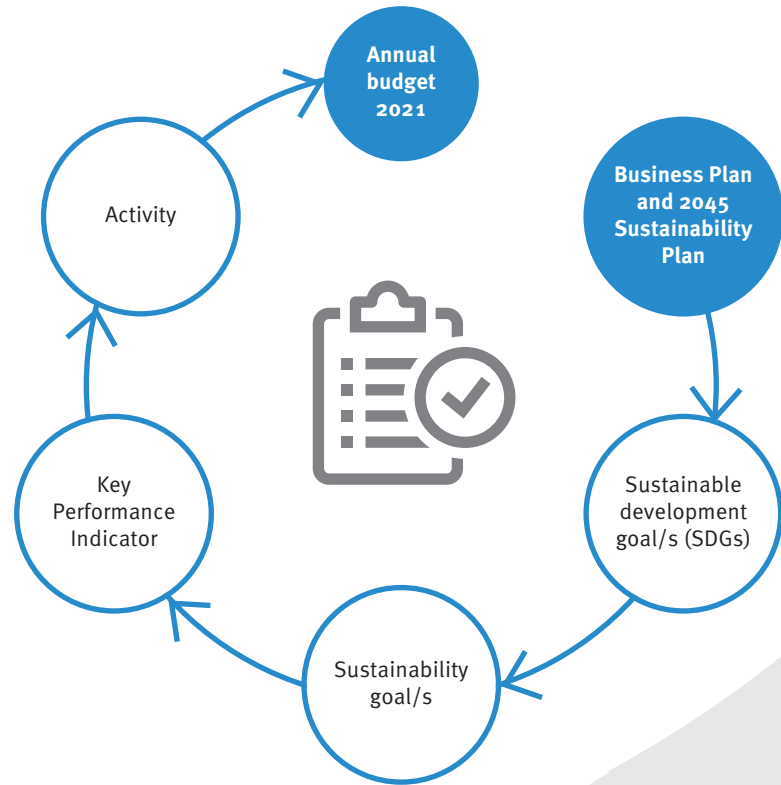 Annual
budget
2021
Business Plan
and 2045
Sustainability
Plan
Activity
Key
Performance
Indicator
Sustainable
development
goal/s (SDGs)
Sustainability
goal/s